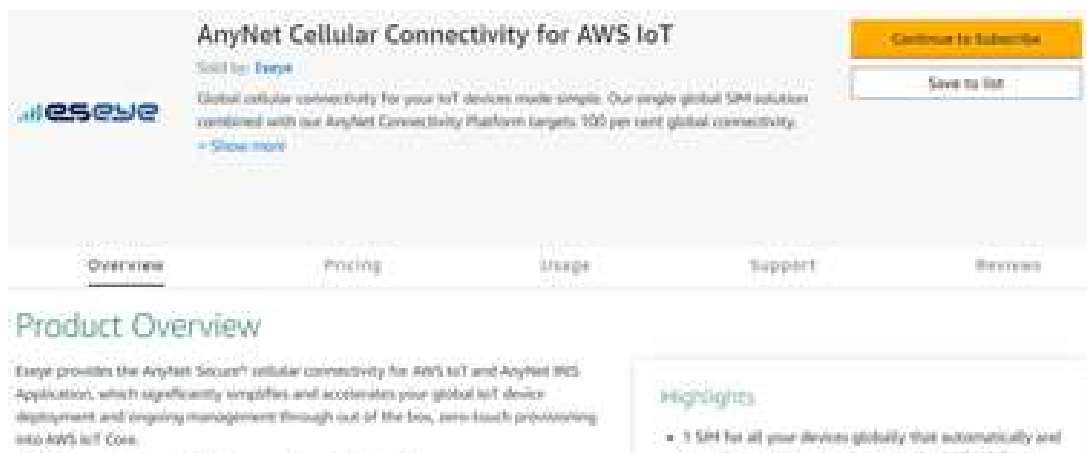 AnyNet Cellular Connectivity for AWS IoT
Continue to Subscribe
Sold by: Eseye
Save to list
eseye
Global cellular connectivity for your IoT devices made simple. Our single global SIM solution
combined with our AnyNet Connectivity Platform targets 100 per cent global connectivity.
Show more
Overview
Pricing
Usage
Support
Reviews
Product Overview
Eseye provides the AnyNet Secure® cellular connectivity for AWS IoT and AnyNet IRIS
Application, which significantly simplifies and accelerates your global IoT device
deployment and ongoing management through out of the box, zero-touch provisioning
into AWS IoT Core.
Highlights
• 1 SIM for all your devices globally that automatically and